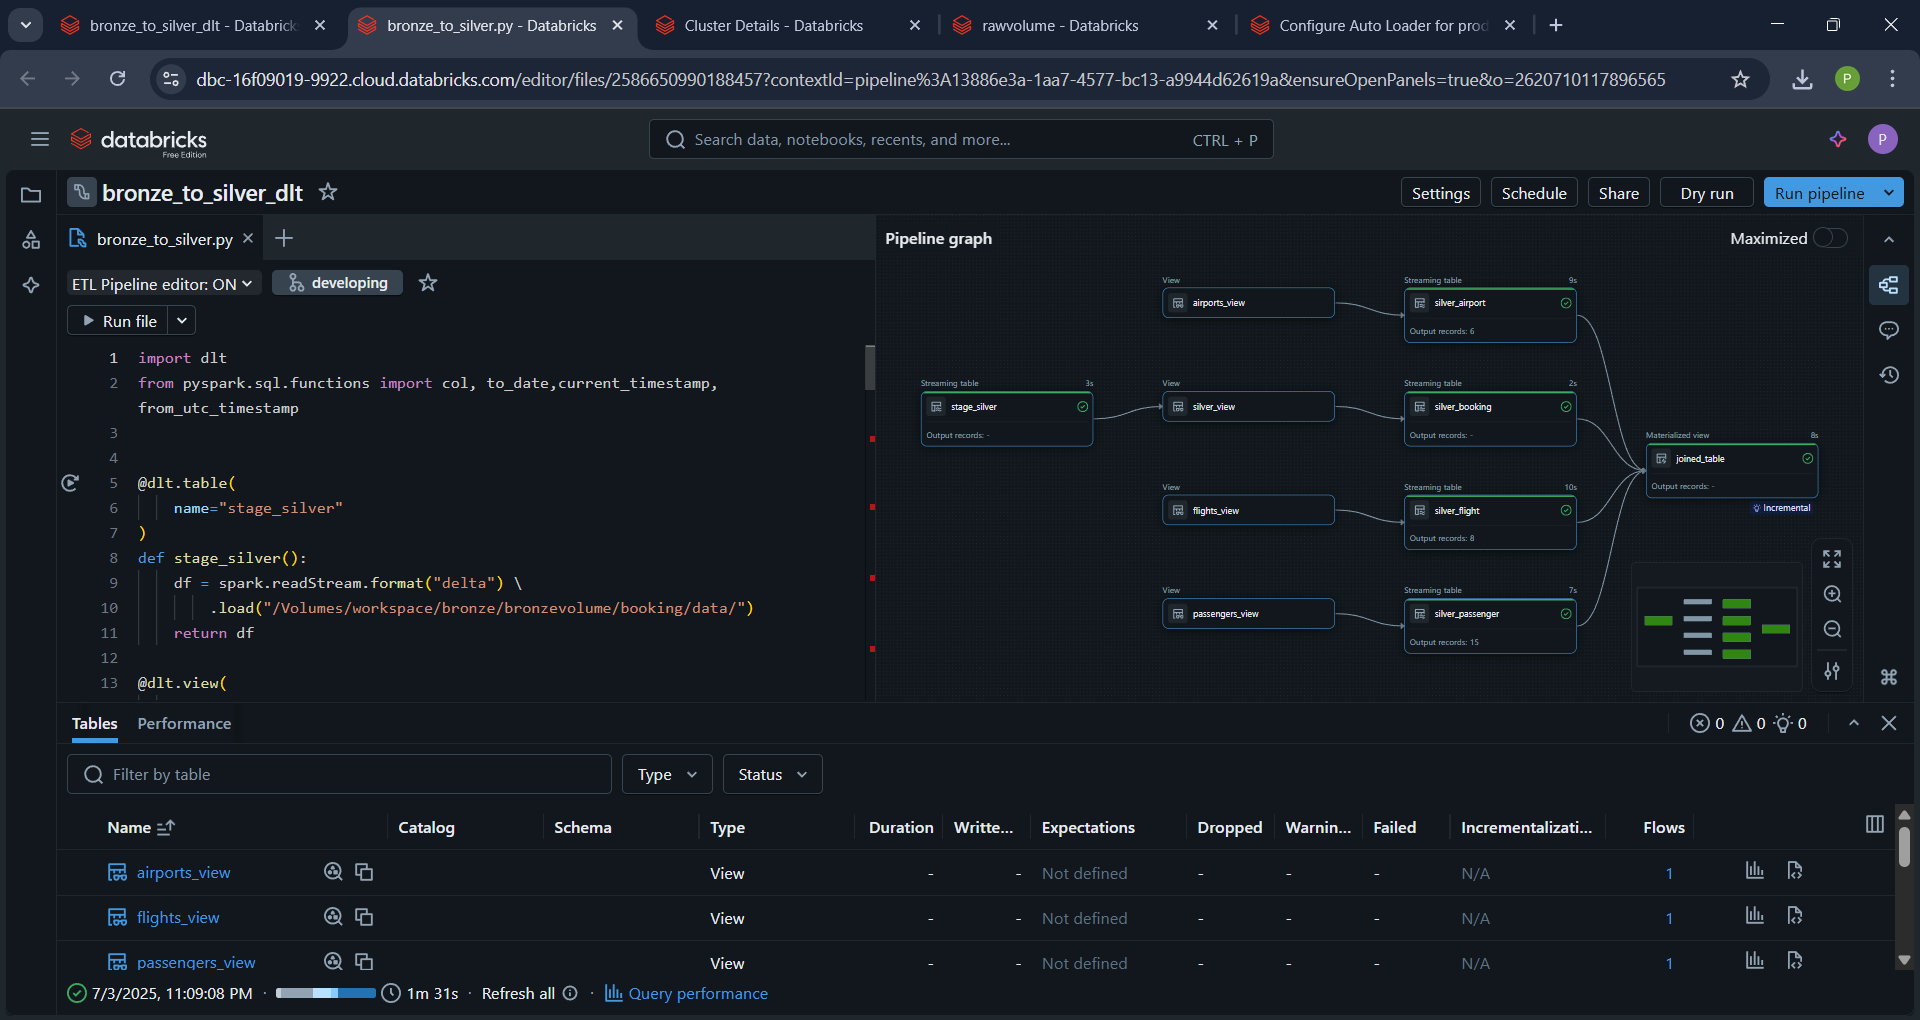 bronze_to_silver_dlt - Databrick
bronze_to_silver.py - Databricks
Cluster Details - Databricks
rawvolume - Databricks
Configure Auto Loader for prod
dbc-16f09019-9922.cloud.databricks.com/editor/files/2586650990188457?contextId=pipeline%3A13886e3a-1aa7-4577-bc13-a9944d62619a&ensureOpenPanels=true&o=2620710117896565
P
databricks
Free Edition
Search data, notebooks, recents, and more...
CTRL + P
P
bronze_to_silver_dlt
Settings
Schedule
Share
Dry run
Run pipeline
bronze_to_silver.py
ETL Pipeline editor: ON
developing
Run file
1 import dlt
2 from pyspark.sql.functions import col, to_date,current_timestamp,
from_utc_timestamp
3
4
5 @dlt.table(
6 name="stage_silver"
7 )
8 def stage_silver():
9 df = spark.readStream.format("delta") \
10 .load("/Volumes/workspace/bronze/bronzevolume/booking/data/")
11 return df
12
13 @dlt.view(
Pipeline graph
Maximized
View
airports_view
Streaming table 9s
silver_airport
Output records: 6
Streaming table 3s
stage_silver
Output records: -
View
silver_view
Streaming table 2s
silver_booking
Output records: -
Materialized view 8s
joined_table
Output records: -
Incremental
View
flights_view
Streaming table 10s
silver_flight
Output records: 8
View
passengers_view
Streaming table 7s
silver_passenger
Output records: 15
Tables
Performance
0 0 0
Filter by table
Type
Status
Name Catalog Schema Type Duration Writte... Expectations Dropped Warnin... Failed Incrementalizati... Flows
airports_view View - - Not defined - - - N/A 1
flights_view View - - Not defined - - - N/A 1
passengers_view View - - Not defined - - - N/A 1
7/3/2025, 11:09:08 PM · 1m 31s · Refresh all · Query performance